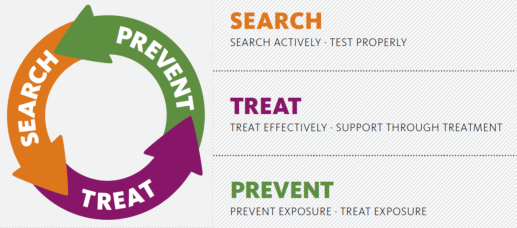 SEARCH
PREVENT
TREAT
SEARCH
SEARCH ACTIVELY · TEST PROPERLY
TREAT
TREAT EFFECTIVELY · SUPPORT THROUGH TREATMENT
PREVENT
PREVENT EXPOSURE · TREAT EXPOSURE